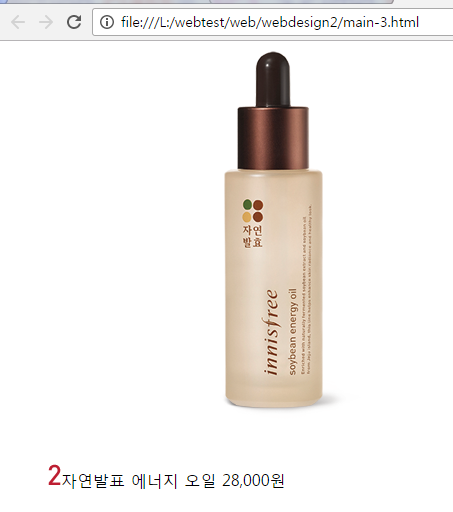 file:///L:/webtest/web/webdesign2/main-3.html
자연
발효
innisfree
soybean energy oil
2자연발표 에너지 오일 28,000원